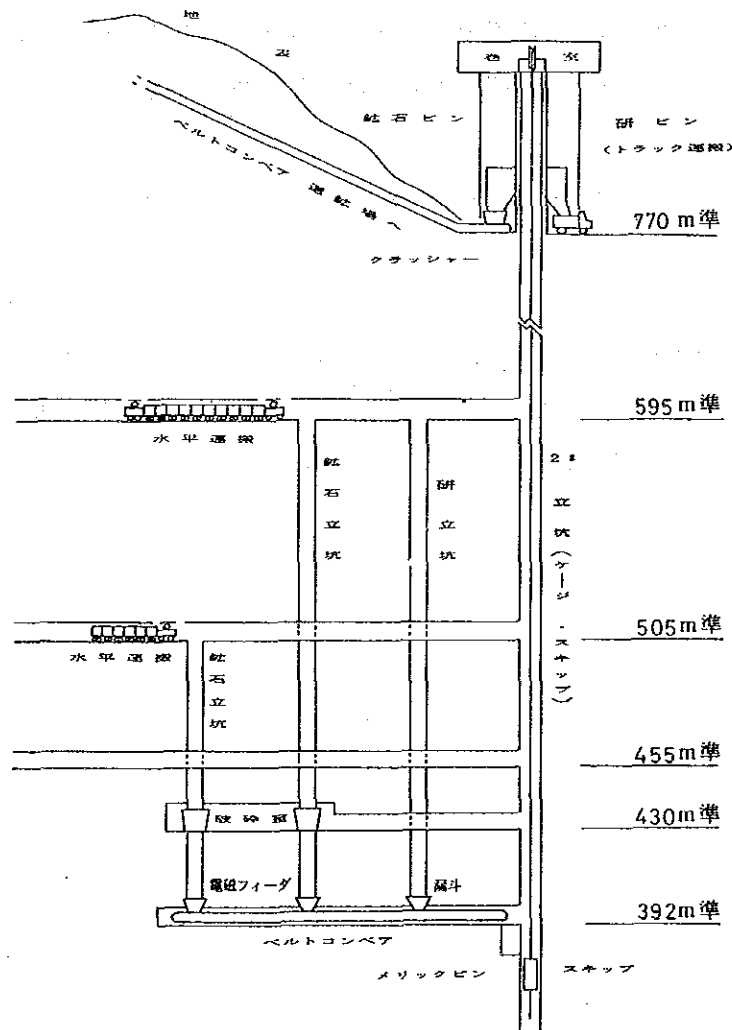 地表
巻室
鉱石ビン
研ビン
(トラック運搬)
ベルトコンベア 選鉱場へ
770m準
クラッシャー
595m準
水平運搬
鉱石立坑
研立坑
2#立坑(ケージ・スキップ)
505m準
水平運搬
鉱石立坑
455m準
破砕室
430m準
電磁フィーダ
漏斗
392m準
ベルトコンベア
メリックビン
スキップ